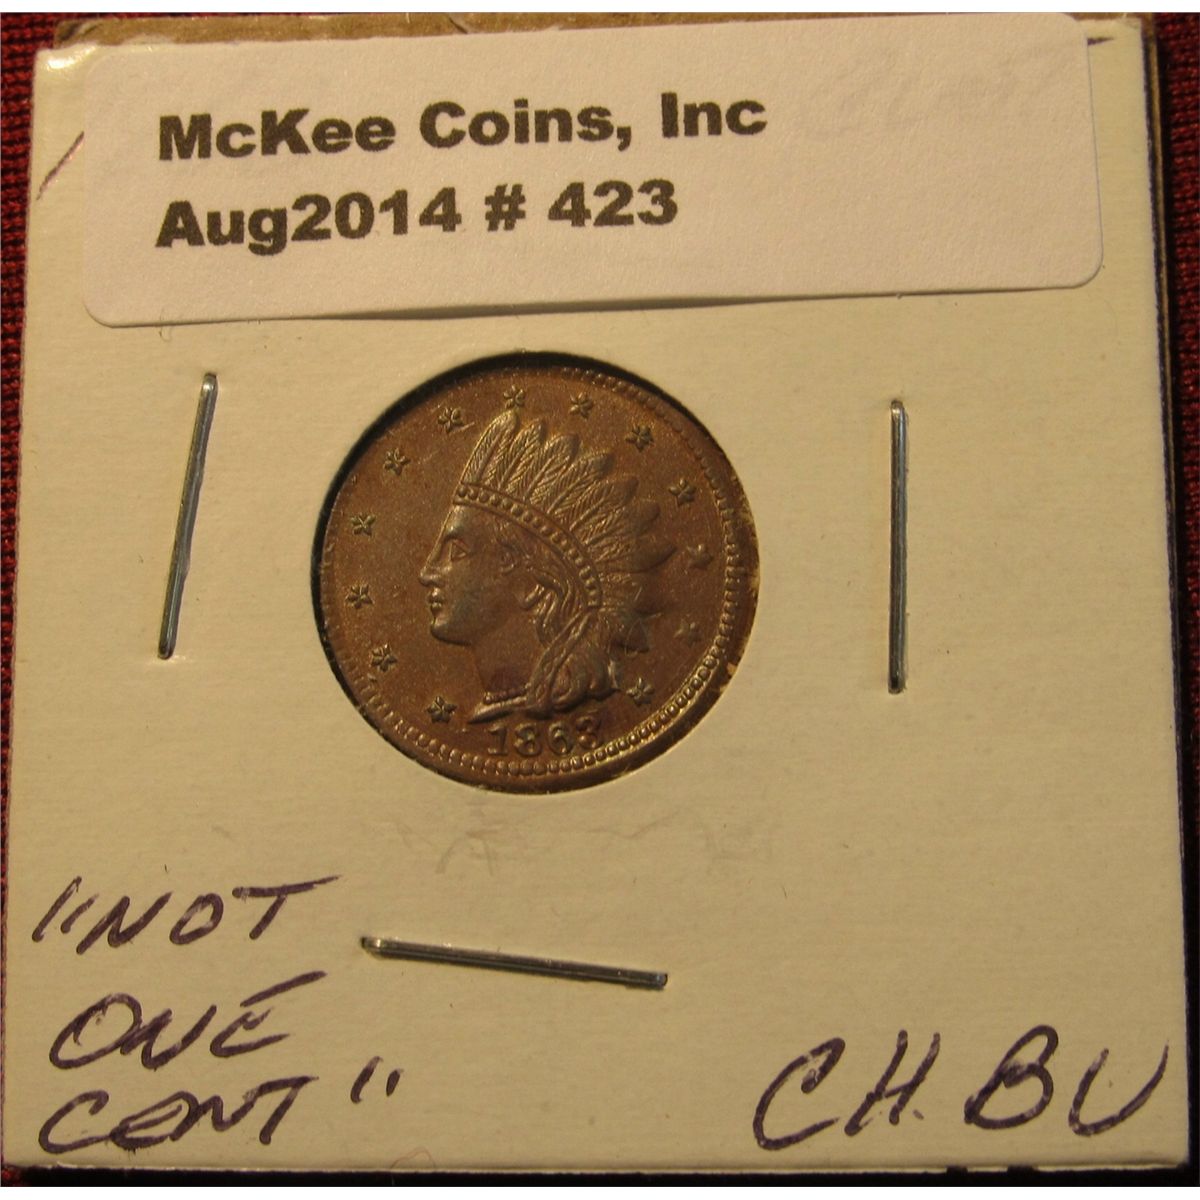 McKee Coins, Inc
Aug2014 # 423
1863
"NOT
ONE
CENT"
CH. BU